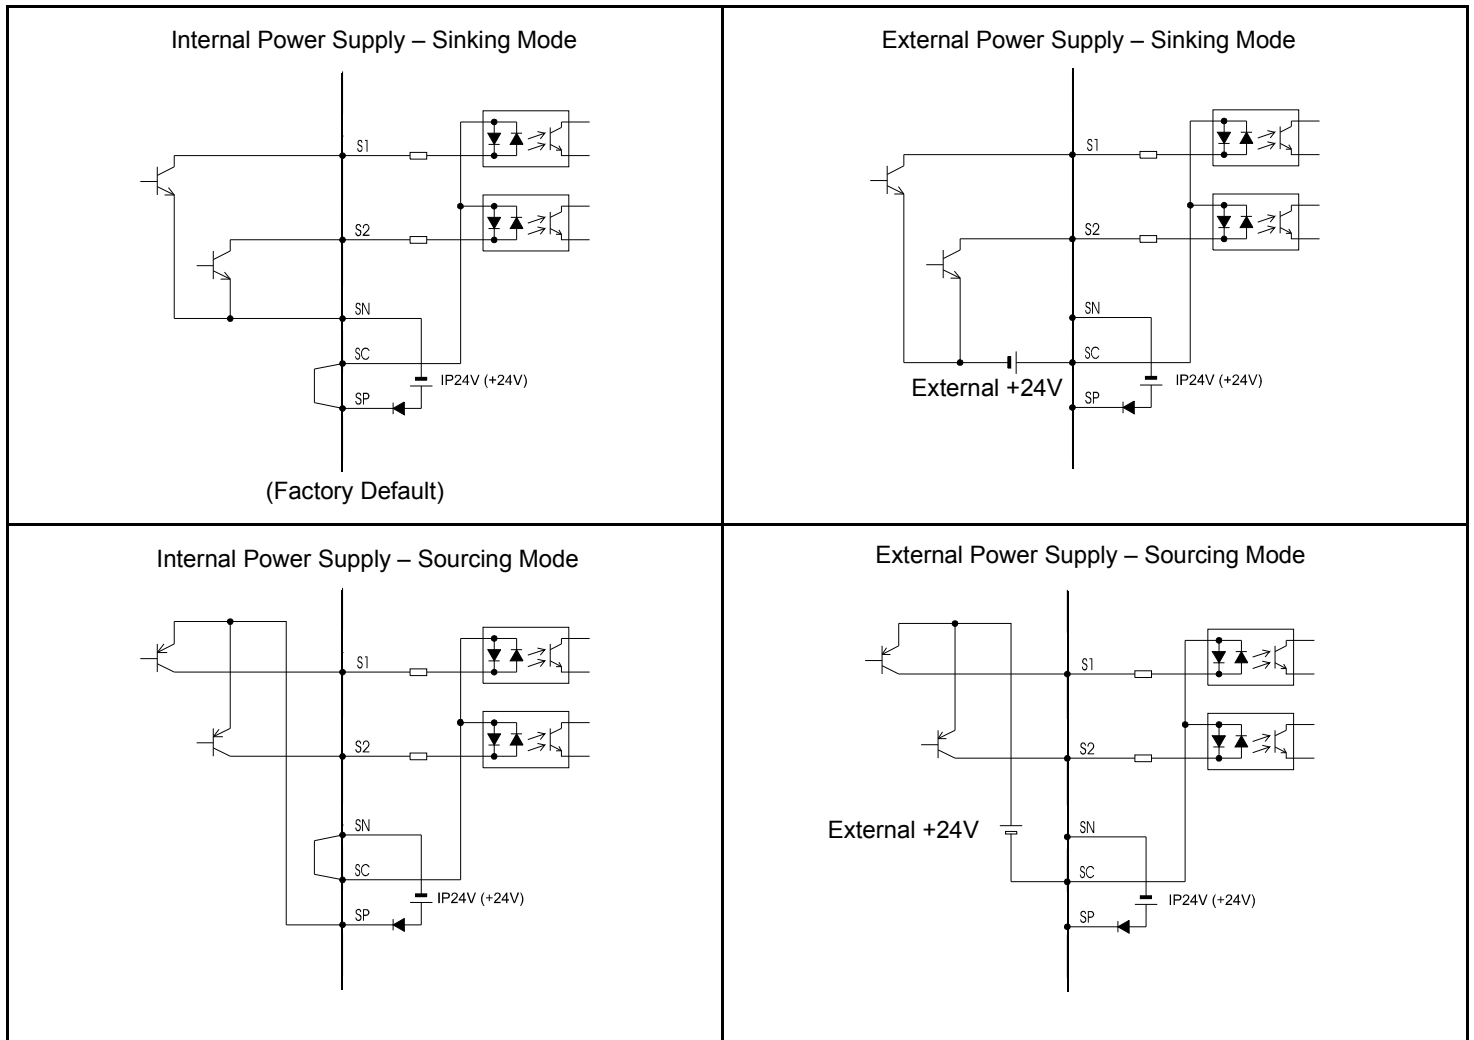 Internal Power Supply – Sinking Mode
S1
S2
SN
SC
IP24V (+24V)
SP
(Factory Default)
External Power Supply – Sinking Mode
S1
S2
SN
SC
External +24V
IP24V (+24V)
SP
Internal Power Supply – Sourcing Mode
S1
S2
SN
SC
IP24V (+24V)
SP
External Power Supply – Sourcing Mode
S1
S2
External +24V
SN
SC
IP24V (+24V)
SP